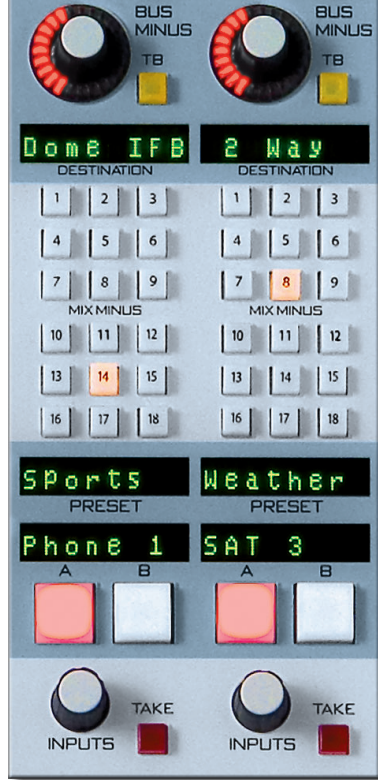 BUS
MINUS
BUS
MINUS
TB
TB
Dome IFB
2 Way
DESTINATION
DESTINATION
1 2 3
1 2 3
4 5 6
4 5 6
7 8 9
7 8 9
MIX MINUS
MIX MINUS
10 11 12
10 11 12
13 14 15
13 14 15
16 17 18
16 17 18
SPorts
Weather
PRESET
PRESET
Phone 1
SAT 3
A B
A B
TAKE
TAKE
INPUTS
INPUTS